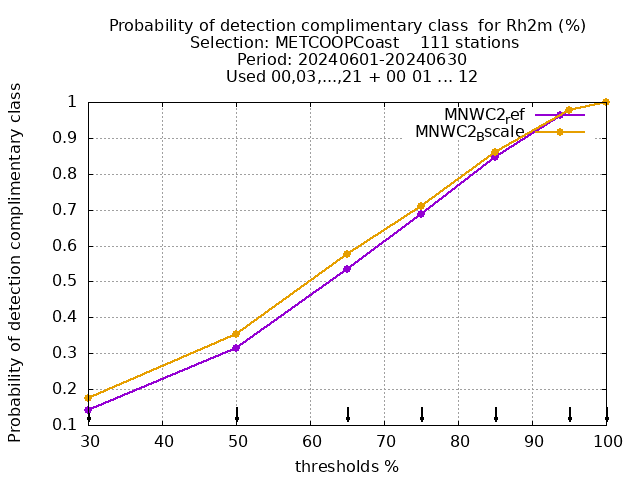 Probability of detection complimentary class  for Rh2m (%)
Selection: METCOOPCoast    111 stations
Period: 20240601-20240630
Used 00,03,...,21 + 00 01 ... 12
Probability of detection complimentary class
1
0.9
0.8
0.7
0.6
0.5
0.4
0.3
0.2
0.1
MNWC2ref
MNWC2Bscale
30 40 50 60 70 80 90 100
thresholds %